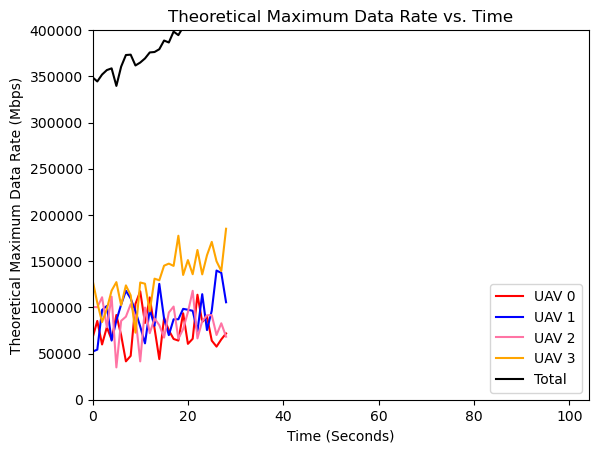 Theoretical Maximum Data Rate vs. Time
Theoretical Maximum Data Rate (Mbps)
400000
350000
300000
250000
200000
150000
100000
50000
0
0 20 40 60 80 100
Time (Seconds)
UAV 0
UAV 1
UAV 2
UAV 3
Total